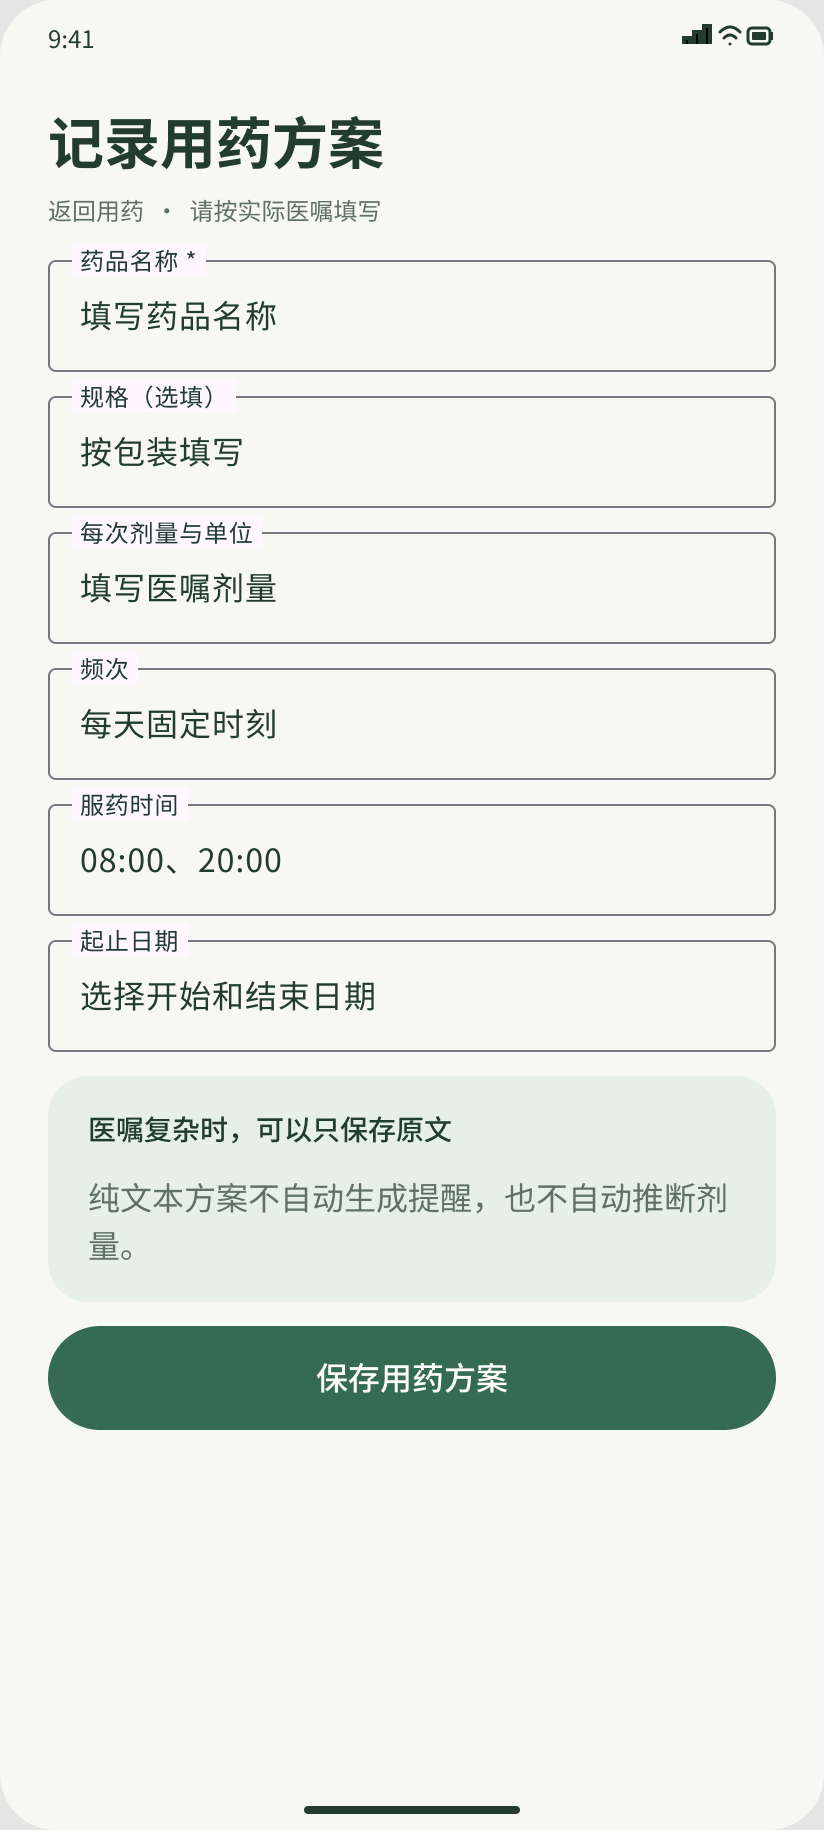 9:41
记录用药方案
返回用药 · 请按实际医嘱填写
药品名称 *
填写药品名称
规格（选填）
按包装填写
每次剂量与单位
填写医嘱剂量
频次
每天固定时刻
服药时间
08:00、20:00
起止日期
选择开始和结束日期
医嘱复杂时，可以只保存原文
纯文本方案不自动生成提醒，也不自动推断剂
量。
保存用药方案